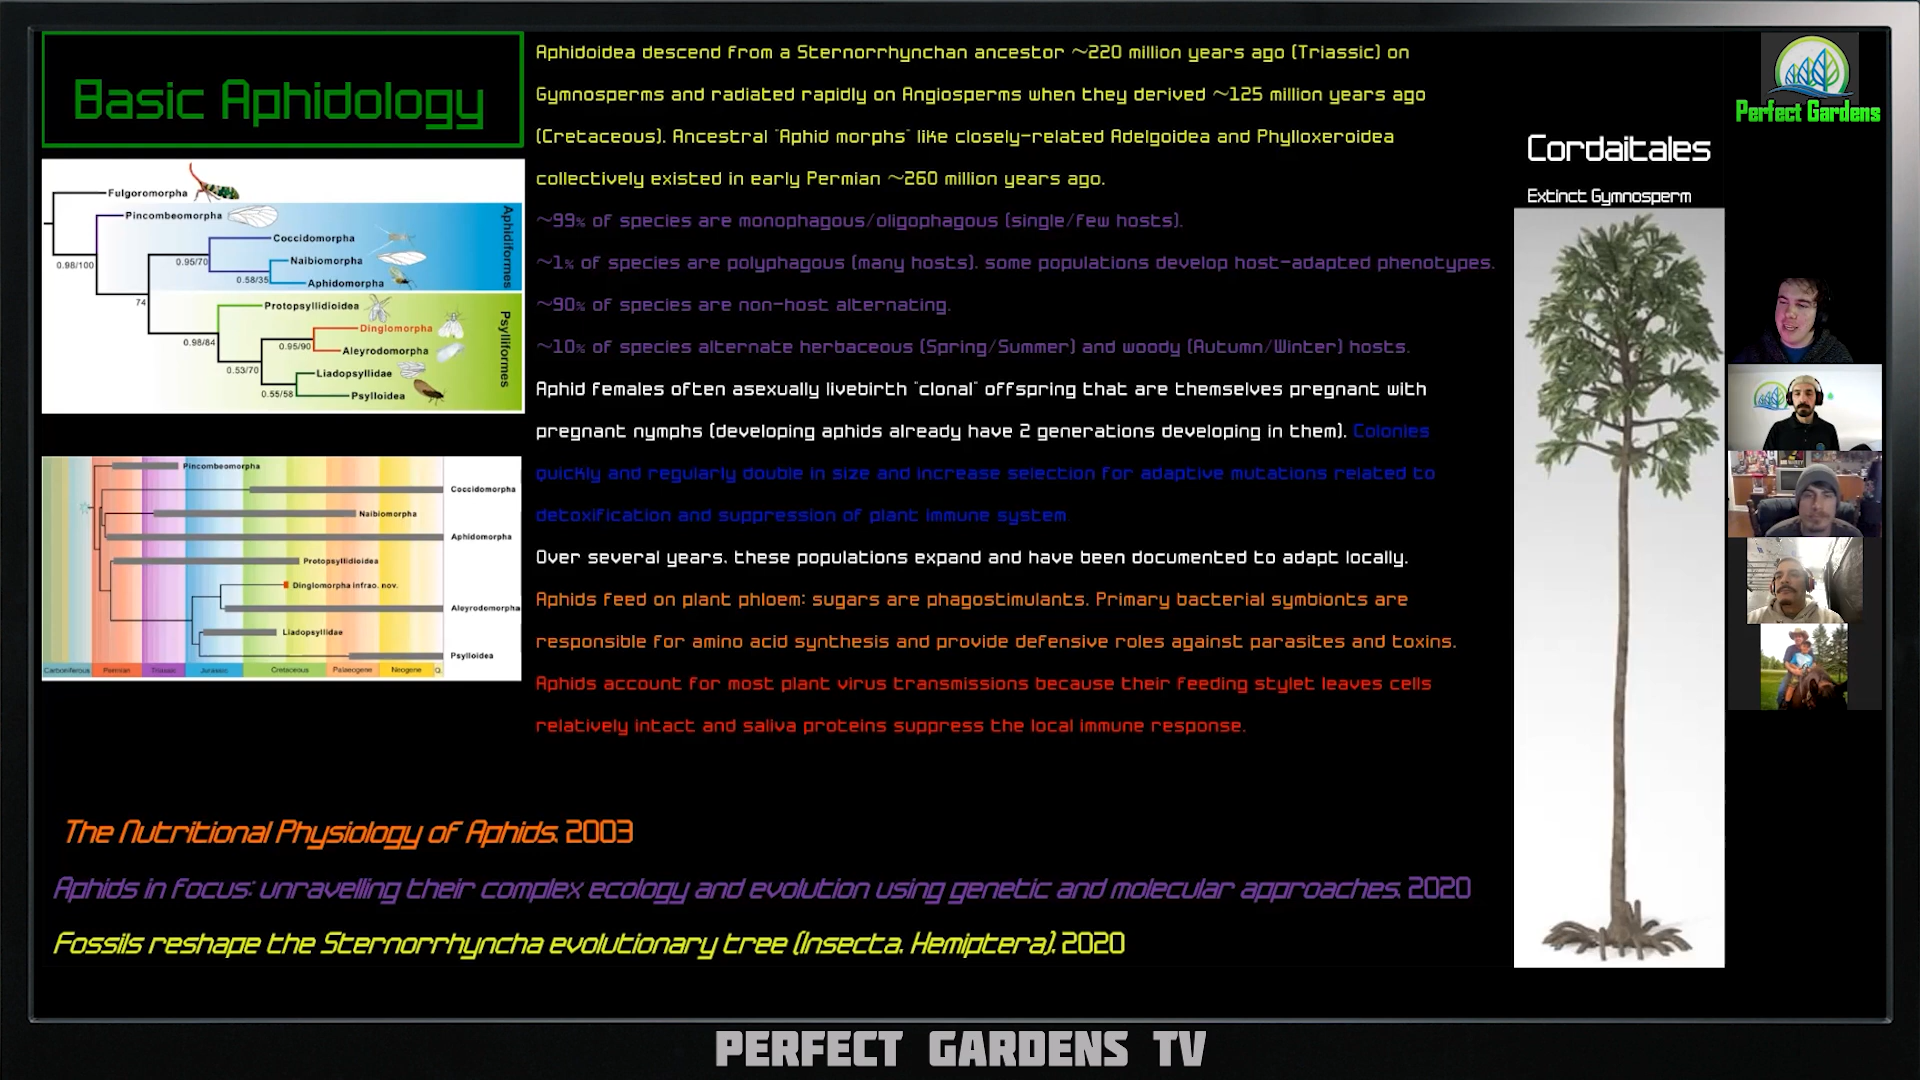 Basic Aphidology
Aphidoidea descend from a Sternorrhynchan ancestor ~220 million years ago (Triassic) on
Gymnosperms and radiated rapidly on Angiosperms when they derived ~125 million years ago
(Cretaceous). Ancestral "Aphid morphs" like closely-related Adelgoidea and Phylloxeroidea
collectively existed in early Permian ~260 million years ago.
~99% of species are monophagous/oligophagous (single/few hosts).
~1% of species are polyphagous (many hosts). some populations develop host-adapted phenotypes.
~90% of species are non-host alternating.
~10% of species alternate herbaceous (Spring/Summer) and woody (Autumn/Winter) hosts.
Aphid females often asexually livebirth "clonal" offspring that are themselves pregnant with
pregnant nymphs (developing aphids already have 2 generations developing in them). Colonies
quickly and regularly double in size and increase selection for adaptive mutations related to
detoxification and suppression of plant immune system.
Over several years, these populations expand and have been documented to adapt locally.
Aphids feed on plant phloem: sugars are phagostimulants. Primary bacterial symbionts are
responsible for amino acid synthesis and provide defensive roles against parasites and toxins.
Aphids account for most plant virus transmissions because their feeding stylet leaves cells
relatively intact and saliva proteins suppress the local immune response.
Fulgoromorpha
Pincombeomorpha
Coccidomorpha
Naibiomorpha
Aphidomorpha
Protopsyllidioidea
Dinglomorpha
Aleyrodomorpha
Liadopsyllidae
Psylloidea
Aphidiformes
Psylliformes
0.98/100
0.95/70
0.58/35
74
0.98/84
0.95/90
0.53/70
0.55/58
Pincombeomorpha
Coccidomorpha
Naibiomorpha
Aphidomorpha
Protopsyllidioidea
Dinglomorpha infrao. nov.
Aleyrodomorpha
Liadopsyllidae
Psylloidea
Carboniferous Permian Triassic Jurassic Cretaceous Palaeogene Neogene Q.
The Nutritional Physiology of Aphids. 2003
Aphids in focus: unravelling their complex ecology and evolution using genetic and molecular approaches. 2020
Fossils reshape the Sternorrhyncha evolutionary tree (Insecta, Hemiptera). 2020
Cordaitales
Extinct Gymnosperm
Perfect Gardens
PERFECT GARDENS TV